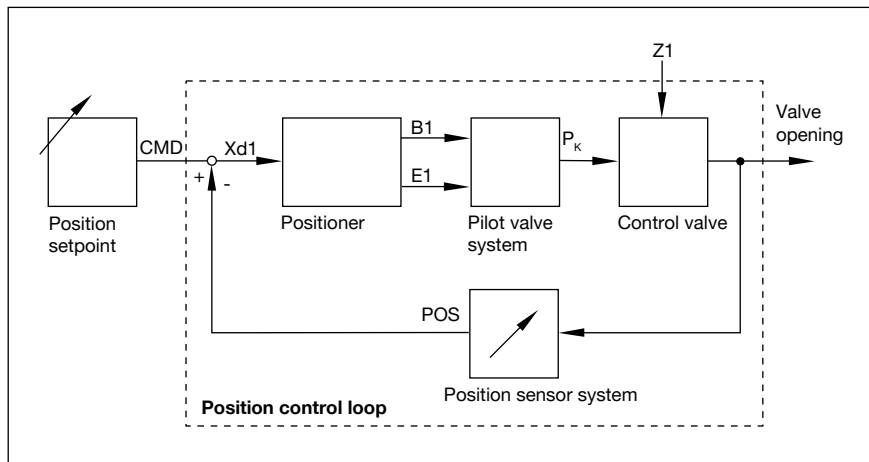 Z1
Valve
opening
CMD
Xd1
B1
E1
PK
+
-
Position
setpoint
Positioner
Pilot valve
system
Control valve
POS
Position sensor system
Position control loop